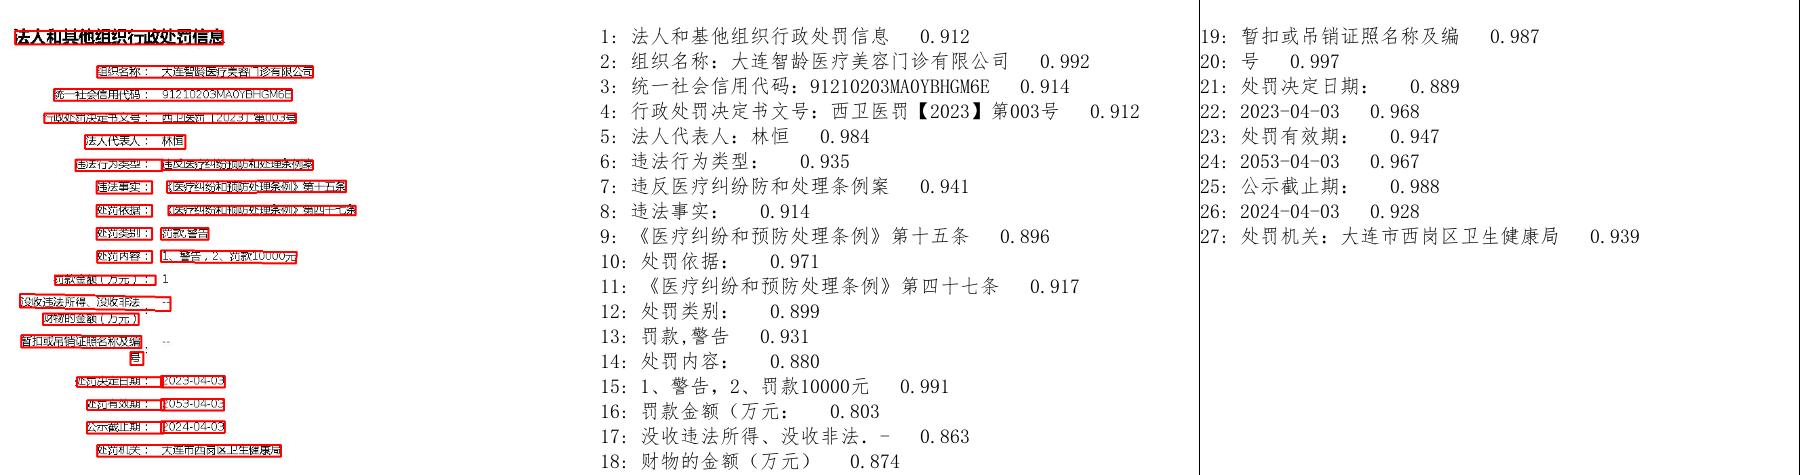 法人和其他组织行政处罚信息
组织名称： 大连智龄医疗美容门诊有限公司
统一社会信用代码： 91210203MA0YBHGM6E
行政处罚决定书文号： 西卫医罚【2023】第003号
法人代表人： 林恒
违法行为类型： 违反医疗纠纷预防和处理条例案
违法事实： 《医疗纠纷和预防处理条例》第十五条
处罚依据： 《医疗纠纷和预防处理条例》第四十七条
处罚类别： 罚款,警告
处罚内容： 1、警告，2、罚款10000元
罚款金额（万元）： 1
没收违法所得、没收非法 --
财物的金额（万元）：
暂扣或吊销证照名称及编 --
号：
处罚决定日期： 2023-04-03
处罚有效期： 2053-04-03
公示截止期： 2024-04-03
处罚机关： 大连市西岗区卫生健康局
1: 法人和基他组织行政处罚信息 0.912
2: 组织名称: 大连智龄医疗美容门诊有限公司 0.992
3: 统一社会信用代码: 91210203MA0YBHGM6E 0.914
4: 行政处罚决定书文号: 西卫医罚【2023】第003号 0.912
5: 法人代表人: 林恒 0.984
6: 违法行为类型: 0.935
7: 违反医疗纠纷防和处理条例案 0.941
8: 违法事实: 0.914
9: 《医疗纠纷和预防处理条例》第十五条 0.896
10: 处罚依据: 0.971
11: 《医疗纠纷和预防处理条例》第四十七条 0.917
12: 处罚类别: 0.899
13: 罚款,警告 0.931
14: 处罚内容: 0.880
15: 1、警告, 2、罚款10000元 0.991
16: 罚款金额（万元: 0.803
17: 没收违法所得、没收非法. - 0.863
18: 财物的金额（万元） 0.874
19: 暂扣或吊销证照名称及编 0.987
20: 号 0.997
21: 处罚决定日期: 0.889
22: 2023-04-03 0.968
23: 处罚有效期: 0.947
24: 2053-04-03 0.967
25: 公示截止期: 0.988
26: 2024-04-03 0.928
27: 处罚机关: 大连市西岗区卫生健康局 0.939